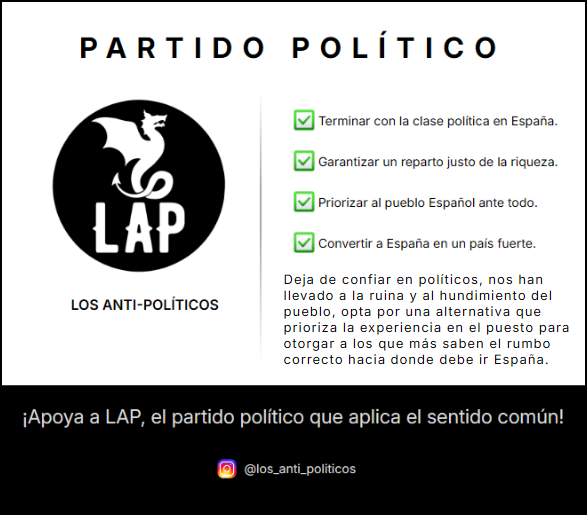 PARTIDO POLÍTICO
LAP
LOS ANTI-POLÍTICOS
Terminar con la clase política en España.
Garantizar un reparto justo de la riqueza.
Priorizar al pueblo Español ante todo.
Convertir a España en un país fuerte.
Deja de confiar en políticos, nos han
llevado a la ruina y al hundimiento del
pueblo, opta por una alternativa que
prioriza la experiencia en el puesto para
otorgar a los que más saben el rumbo
correcto hacia donde debe ir España.
¡Apoya a LAP, el partido político que aplica el sentido común!
@los_anti_politicos